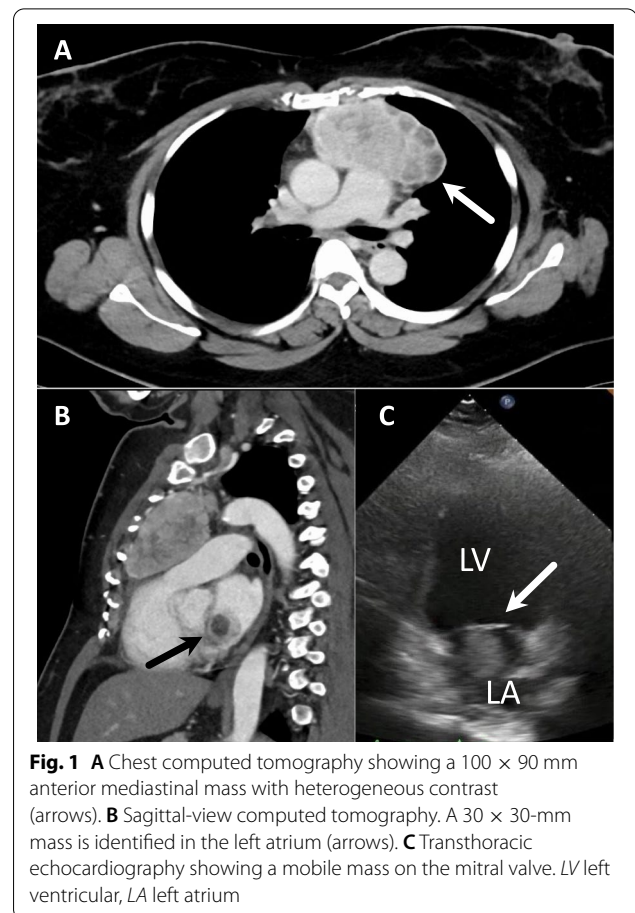 A
B
C
P
LV
LA
Fig. 1 A Chest computed tomography showing a 100 × 90 mm
anterior mediastinal mass with heterogeneous contrast
(arrows). B Sagittal-view computed tomography. A 30 × 30-mm
mass is identified in the left atrium (arrows). C Transthoracic
echocardiography showing a mobile mass on the mitral valve. LV left
ventricular, LA left atrium